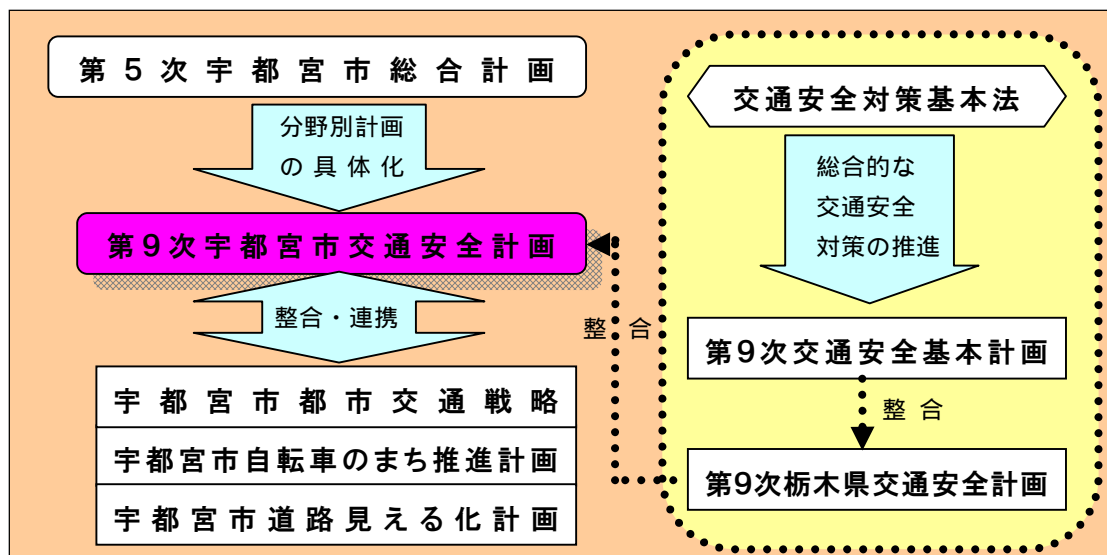 第５次宇都宮市総合計画
分野別計画
の具体化
第９次宇都宮市交通安全計画
整合・連携
宇都宮市都市交通戦略
宇都宮市自転車のまち推進計画
宇都宮市道路見える化計画
整合
交通安全対策基本法
総合的な
交通安全
対策の推進
第９次交通安全基本計画
整合
第９次栃木県交通安全計画